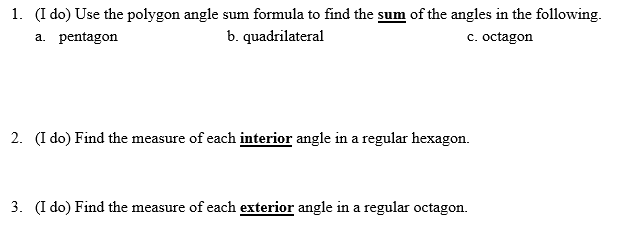 1. (I do) Use the polygon angle sum formula to find the sum of the angles in the following.
a. pentagon b. quadrilateral c. octagon
2. (I do) Find the measure of each interior angle in a regular hexagon.
3. (I do) Find the measure of each exterior angle in a regular octagon.